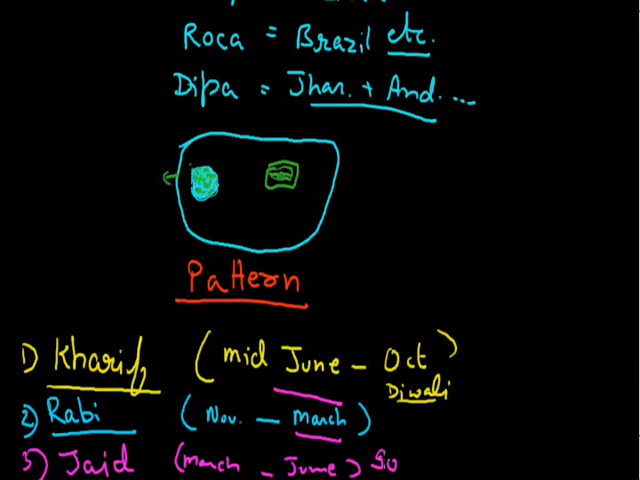 Roca = Brazil etc.
Dipa = Jhar. + And....
Pattern
1) Kharif, (mid June - Oct)
Diwali
2) Rabi (Nov. - March)
3) Jaid (March - June)